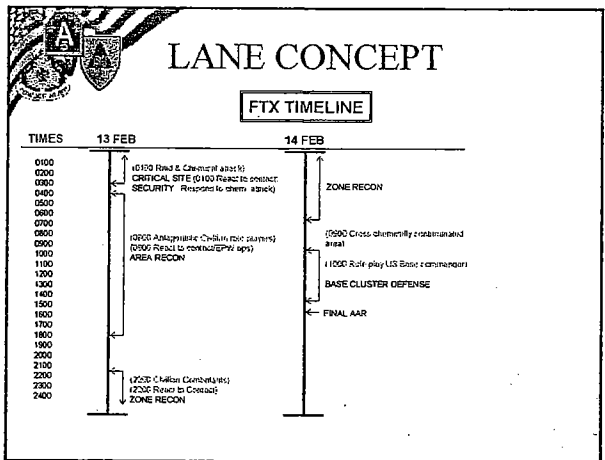 LANE CONCEPT
FTX TIMELINE
TIMES 13 FEB 14 FEB
0100
0200
0300
0400
0500
0600
0700
0800
0900
1000
1100
1200
1300
1400
1500
1600
1700
1800
1900
2000
2100
2200
2300
2400
(0100 Raid & Chemical attack)
CRITICAL SITE (0100 React to contact
SECURITY Respond to chem attack)
(0900 Antagonistic Civilian role players)
(0900 React to contact/EPW ops)
AREA RECON
(2200 Civilian Combatants)
(2200 React to Contact)
ZONE RECON
ZONE RECON
(0900 Cross chemically contaminated
area)
(1000 Role-play US Base commander)
BASE CLUSTER DEFENSE
FINAL AAR